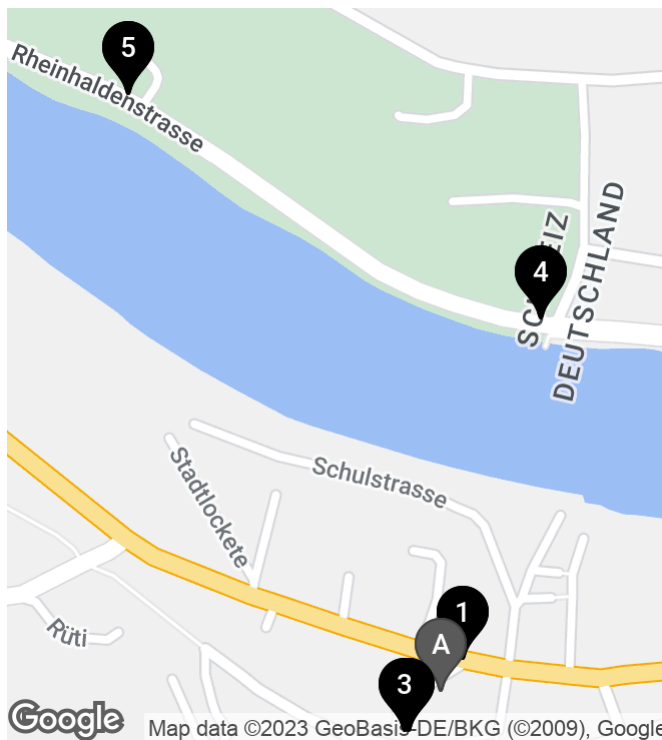 5
Rheinhaldenstrasse
4
SCHWEIZ
DEUTSCHLAND
Schulstrasse
Stadtlockete
1
A
Rüti
3
Google
Map data ©2023 GeoBasis-DE/BKG (©2009), Google